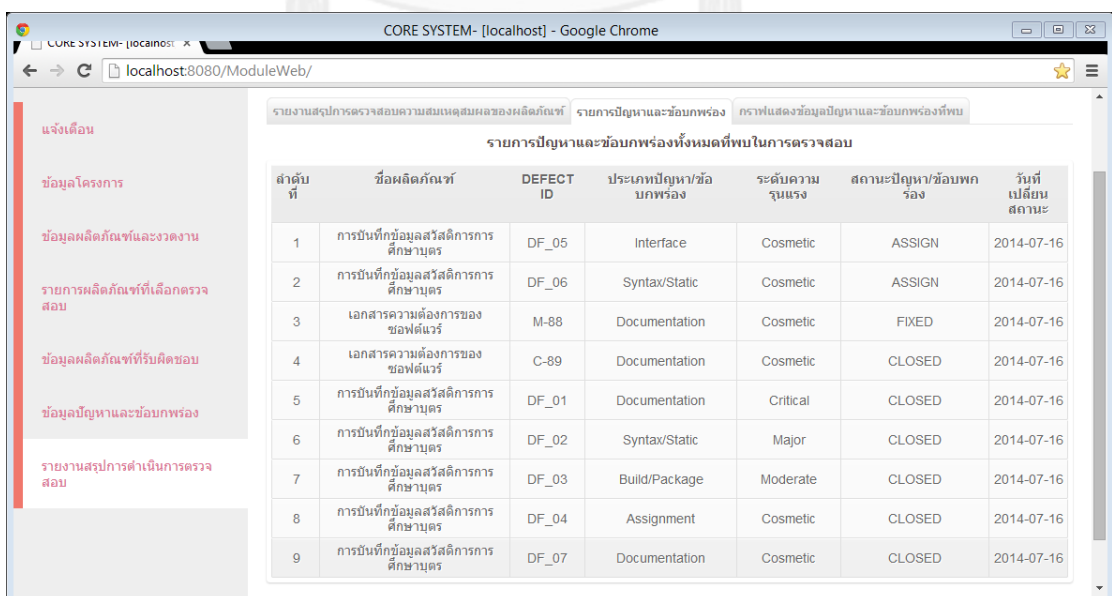 CORE SYSTEM- [localhost] - Google Chrome
CORE SYSTEM- [localhost
localhost:8080/ModuleWeb/
แจ้งเตือน
ข้อมูลโครงการ
ข้อมูลผลิตภัณฑ์และงวดงาน
รายการผลิตภัณฑ์ที่เลือกตรวจ
สอบ
ข้อมูลผลิตภัณฑ์ที่รับผิดชอบ
ข้อมูลปัญหาและข้อบกพร่อง
รายงานสรุปการดำเนินการตรวจ
สอบ
รายงานสรุปการตรวจสอบความสมเหตุสมผลของผลิตภัณฑ์ รายการปัญหาและข้อบกพร่อง กราฟแสดงข้อมูลปัญหาและข้อบกพร่องที่พบ
รายการปัญหาและข้อบกพร่องทั้งหมดที่พบในการตรวจสอบ
ลำดับ ชื่อผลิตภัณฑ์ DEFECT ประเภทปัญหา/ข้อ ระดับความ สถานะปัญหา/ข้อบพก วันที่
ที่ ID บกพร่อง รุนแรง ร่อง เปลี่ยน
สถานะ
การบันทึกข้อมูลสวัสดิการการ
1 ศึกษาบุตร DF_05 Interface Cosmetic ASSIGN 2014-07-16
การบันทึกข้อมูลสวัสดิการการ
2 ศึกษาบุตร DF_06 Syntax/Static Cosmetic ASSIGN 2014-07-16
เอกสารความต้องการของ
3 ซอฟต์แวร์ M-88 Documentation Cosmetic FIXED 2014-07-16
เอกสารความต้องการของ
4 ซอฟต์แวร์ C-89 Documentation Cosmetic CLOSED 2014-07-16
การบันทึกข้อมูลสวัสดิการการ
5 ศึกษาบุตร DF_01 Documentation Critical CLOSED 2014-07-16
การบันทึกข้อมูลสวัสดิการการ
6 ศึกษาบุตร DF_02 Syntax/Static Major CLOSED 2014-07-16
การบันทึกข้อมูลสวัสดิการการ
7 ศึกษาบุตร DF_03 Build/Package Moderate CLOSED 2014-07-16
การบันทึกข้อมูลสวัสดิการการ
8 ศึกษาบุตร DF_04 Assignment Cosmetic CLOSED 2014-07-16
การบันทึกข้อมูลสวัสดิการการ
9 ศึกษาบุตร DF_07 Documentation Cosmetic CLOSED 2014-07-16